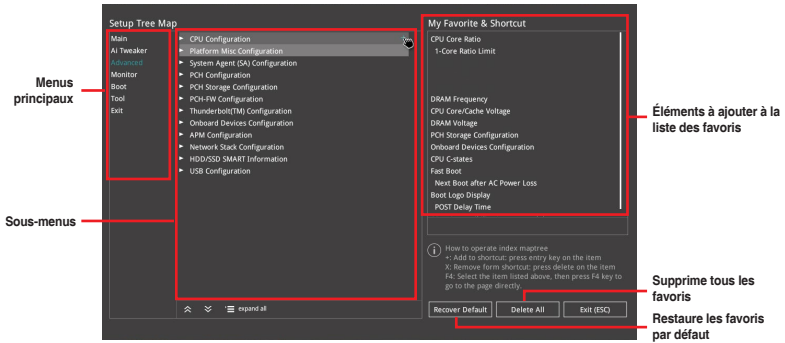 Setup Tree Map
Main
Ai Tweaker
Advanced
Monitor
Boot
Tool
Exit
CPU Configuration
Platform Misc Configuration
System Agent (SA) Configuration
PCH Configuration
PCH Storage Configuration
PCH-FW Configuration
Thunderbolt(TM) Configuration
Onboard Devices Configuration
APM Configuration
Network Stack Configuration
HDD/SSD SMART Information
USB Configuration
expand all
My Favorite & Shortcut
CPU Core Ratio
1-Core Ratio Limit
DRAM Frequency
CPU Core/Cache Voltage
DRAM Voltage
PCH Storage Configuration
Onboard Devices Configuration
CPU C-states
Fast Boot
Next Boot after AC Power Loss
Boot Logo Display
POST Delay Time
How to operate index maptree
+: Add to shortcut: press entry key on the item
X: Remove form shortcut: press delete on the item
F4: Select the item listed above, then press F4 key to
go to the page directly.
Recover Default
Delete All
Exit (ESC)
Menus
principaux
Sous-menus
Éléments à ajouter à la
liste des favoris
Supprime tous les
favoris
Restaure les favoris
par défaut